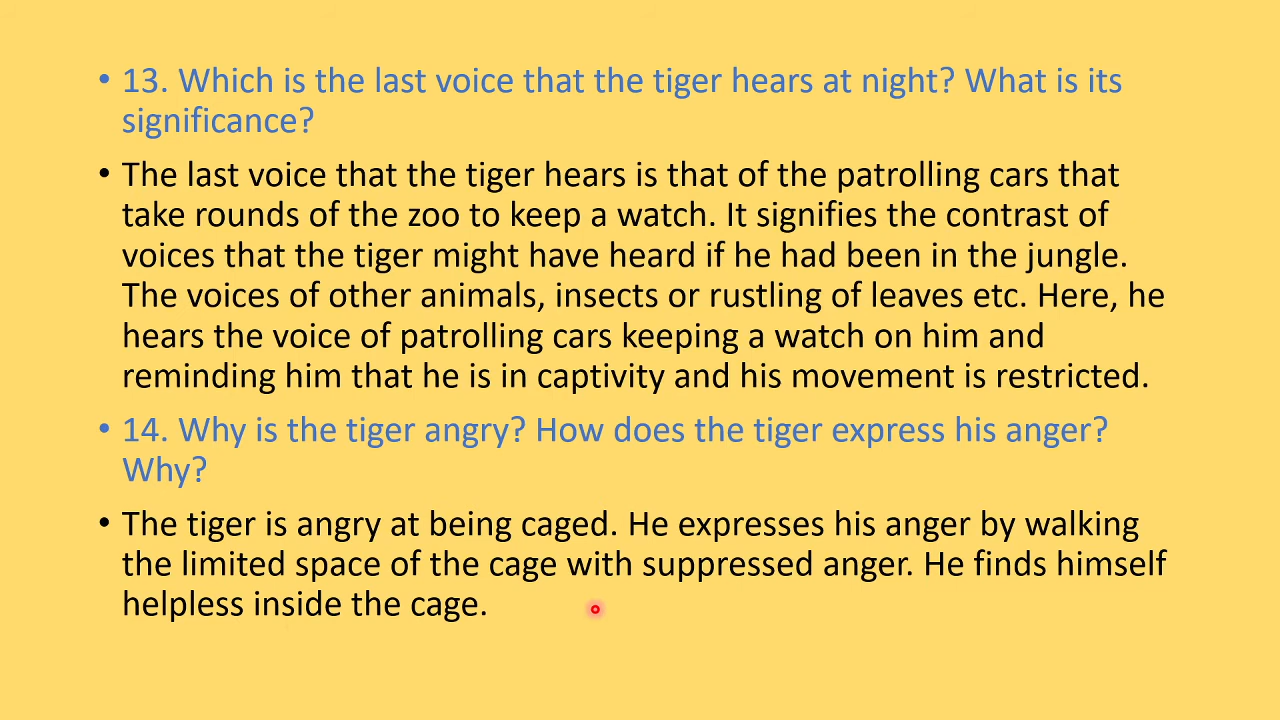 • 13. Which is the last voice that the tiger hears at night? What is its
significance?
• The last voice that the tiger hears is that of the patrolling cars that
take rounds of the zoo to keep a watch. It signifies the contrast of
voices that the tiger might have heard if he had been in the jungle.
The voices of other animals, insects or rustling of leaves etc. Here, he
hears the voice of patrolling cars keeping a watch on him and
reminding him that he is in captivity and his movement is restricted.
• 14. Why is the tiger angry? How does the tiger express his anger?
Why?
• The tiger is angry at being caged. He expresses his anger by walking
the limited space of the cage with suppressed anger. He finds himself
helpless inside the cage.